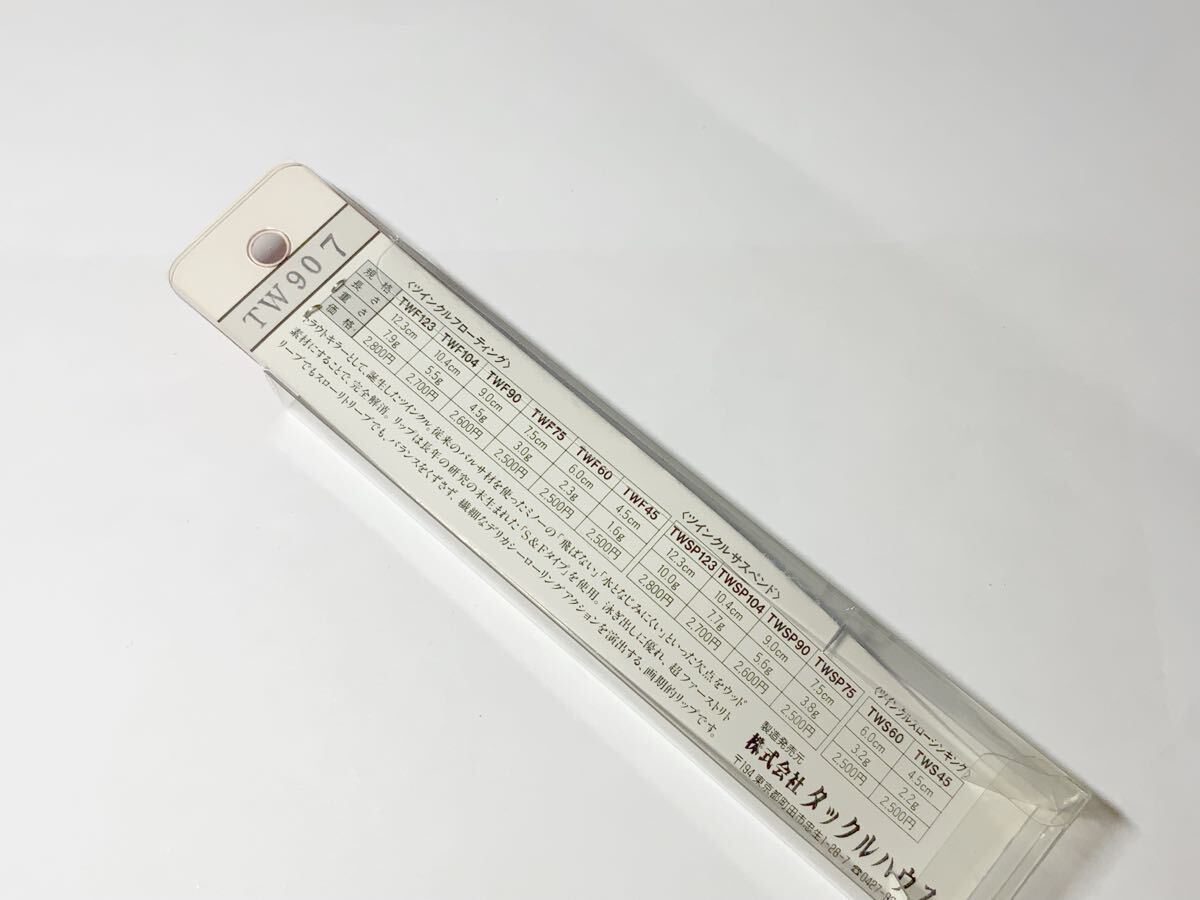 TW90 7
〈ツインクルフローティング〉
規格 TWF123 TWF104 TWF90 TWF75 TWF60 TWF45
長さ 12.3cm 10.4cm 9.0cm 7.5cm 6.0cm 4.5cm
重さ 7.9g 5.5g 4.5g 3.0g 2.3g 1.6g
価格 2,800円 2,700円 2,600円 2,500円 2,500円 2,500円
〈ツインクルサスペンド〉
TWSP123 TWSP104 TWSP90 TWSP75
12.3cm 10.4cm 9.0cm 7.5cm
10.0g 7.7g 5.6g 3.8g
2,800円 2,700円 2,600円 2,500円
〈ツインクルスローシンキング〉
TWS60 TWS45
6.0cm 4.5cm
3.2g 2.2g
2,500円 2,500円
トラウトキラーとして、誕生したツインクル。従来のバルサ材を使ったミノーの「飛ばない」「水となじみにくい」といった欠点をウッド
素材にすることで、完全解消。リップは長年の研究の末生まれた「S&Fタイプ」を使用。泳ぎ出しに優れ、超ファーストリト
リーブでもスローリトリーブでも、バランスをくずさず、繊細なデリカシーローリングアクションを演出する、画期的リップです。
製造発売元
株式会社 タックルハウス
〒194 東京都町田市忠生1-28-7 ☎0427-